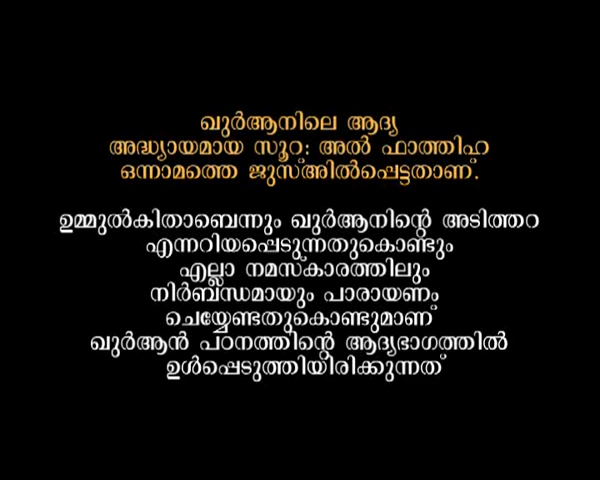 ഖുർആനിലെ ആദ്യ
അദ്ധ്യായമായ സൂറ: അൽ ഫാത്തിഹ
ഒന്നാമത്തെ ജുസ്അിൽപ്പെട്ടതാണ്.
ഉമ്മുൽകിതാബെന്നും ഖുർആനിന്റെ അടിത്തറ
എന്നറിയപ്പെടുന്നതുകൊണ്ടും
എല്ലാ നമസ്കാരത്തിലും
നിർബന്ധമായും പാരായണം
ചെയ്യേണ്ടതുകൊണ്ടുമാണ്
ഖുർആൻ പഠനത്തിന്റെ ആദ്യഭാഗത്തിൽ
ഉൾപ്പെടുത്തിയിരിക്കുന്നത്